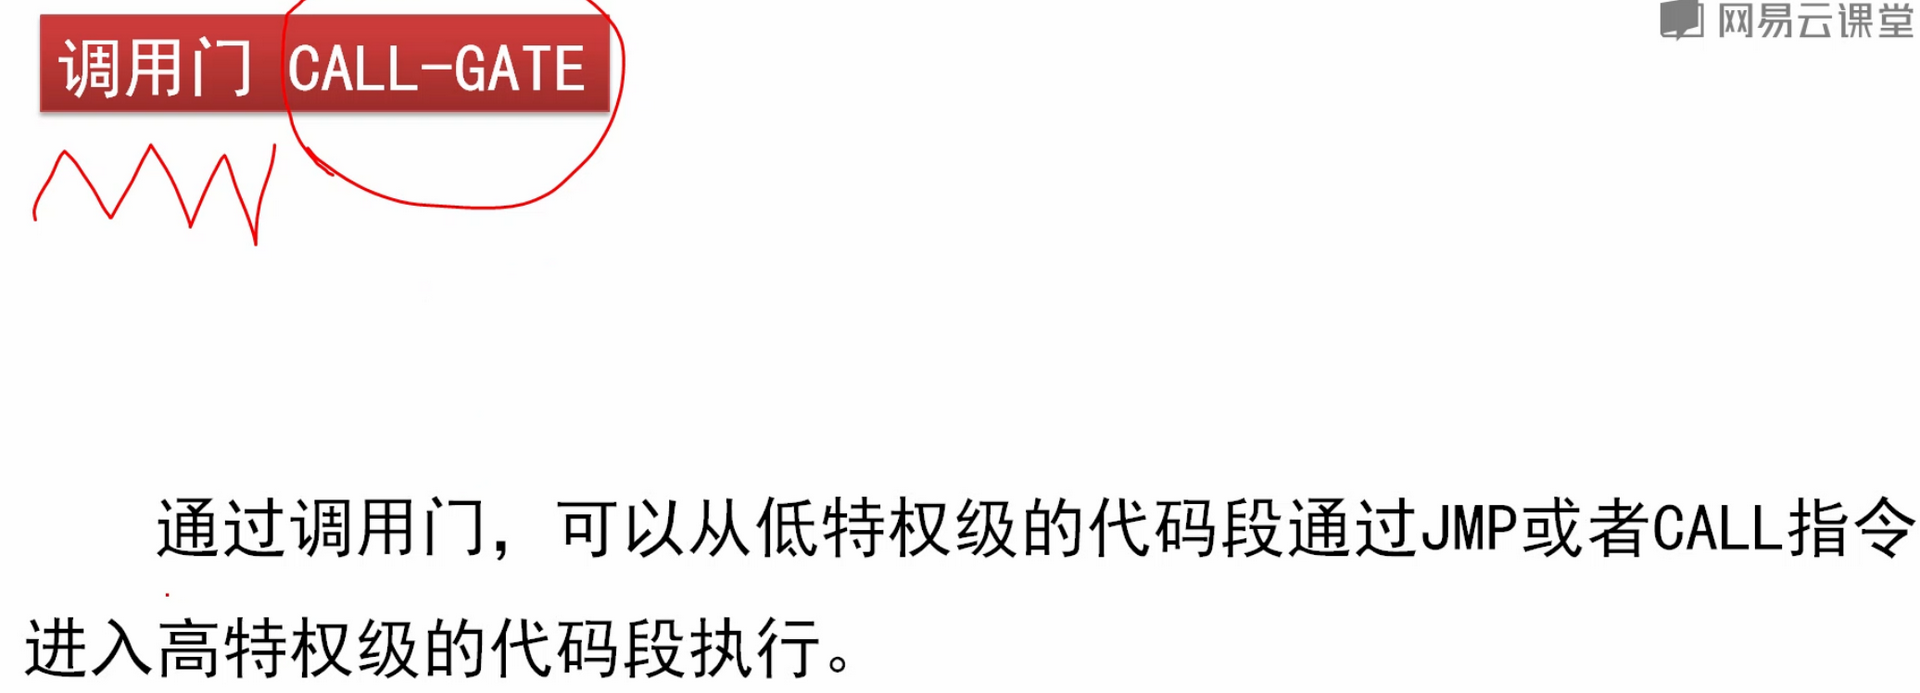 调用门 CALL-GATE
网易云课堂
通过调用门，可以从低特权级的代码段通过JMP或者CALL指令
进入高特权级的代码段执行。